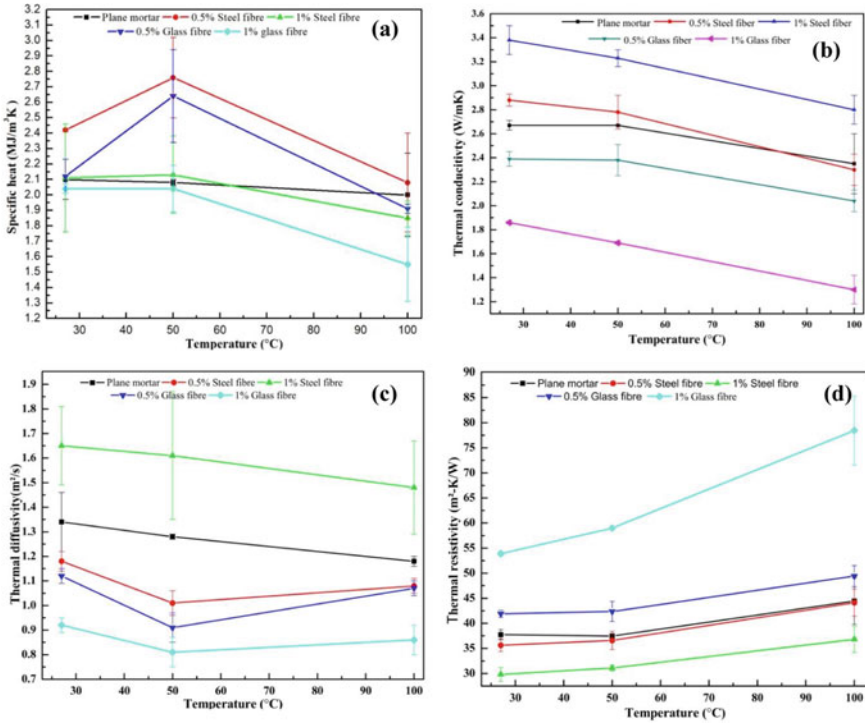 (a)
Plane mortar 0.5% Steel fibre 1% Steel fibre
0.5% Glass fibre 1% glass fibre
Specific heat (MJ/m³K)
3.2
3.1
3.0
2.9
2.8
2.7
2.6
2.5
2.4
2.3
2.2
2.1
2.0
1.9
1.8
1.7
1.6
1.5
1.4
1.3
1.2
30 40 50 60 70 80 90 100
Temperature (°C)
(b)
Plane mortar 0.5% Steel fiber 1% Steel fiber
0.5% Glass fiber 1% Glass fiber
Thermal conducitivty (W/mK)
3.6
3.4
3.2
3.0
2.8
2.6
2.4
2.2
2.0
1.8
1.6
1.4
1.2
30 40 50 60 70 80 90 100
Temperature (°C)
(c)
Plane mortar 0.5% Steel fibre 1% Steel fibre
0.5% Glass fibre 1% Glass fibre
Thermal diffusivity(m²/s)
1.9
1.8
1.7
1.6
1.5
1.4
1.3
1.2
1.1
1.0
0.9
0.8
0.7
30 40 50 60 70 80 90 100
Temperature (°C)
(d)
Plane mortar 0.5% Steel fibre 1% Steel fibre
0.5% Glass fibre 1% Glass fibre
Thermal resistivity (m²-K/W)
90
85
80
75
70
65
60
55
50
45
40
35
30
30 40 50 60 70 80 90 100
Temperature (°C)